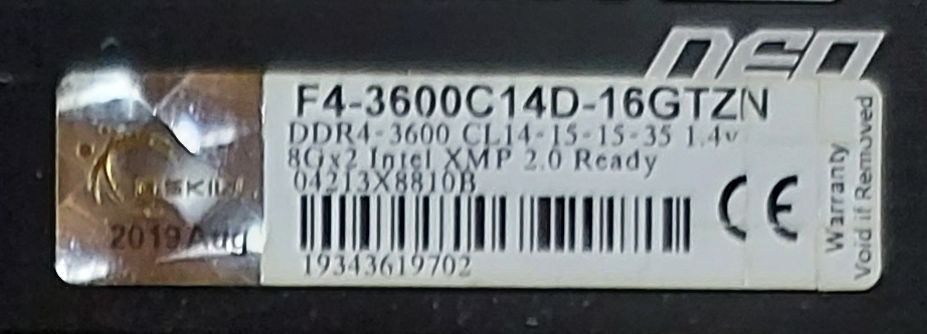 NEO
F4-3600C14D-16GTZN
DDR4-3600 CL14-15-15-35 1.4v
8Gx2 Intel XMP 2.0 Ready
04213X8810B
19343619702
G.SKILL
2019 Aug
CE
Warranty
Void if Removed